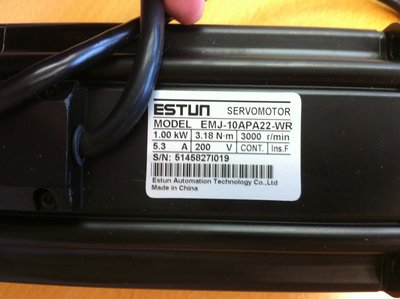 ESTUN SERVOMOTOR
MODEL EMJ-10APA22-WR
1.00 kW 3.18 N·m 3000 r/min
5.3 A 200 V CONT. Ins.F
S/N: 5145827I019
Estun Automation Technology Co.,Ltd
Made in China